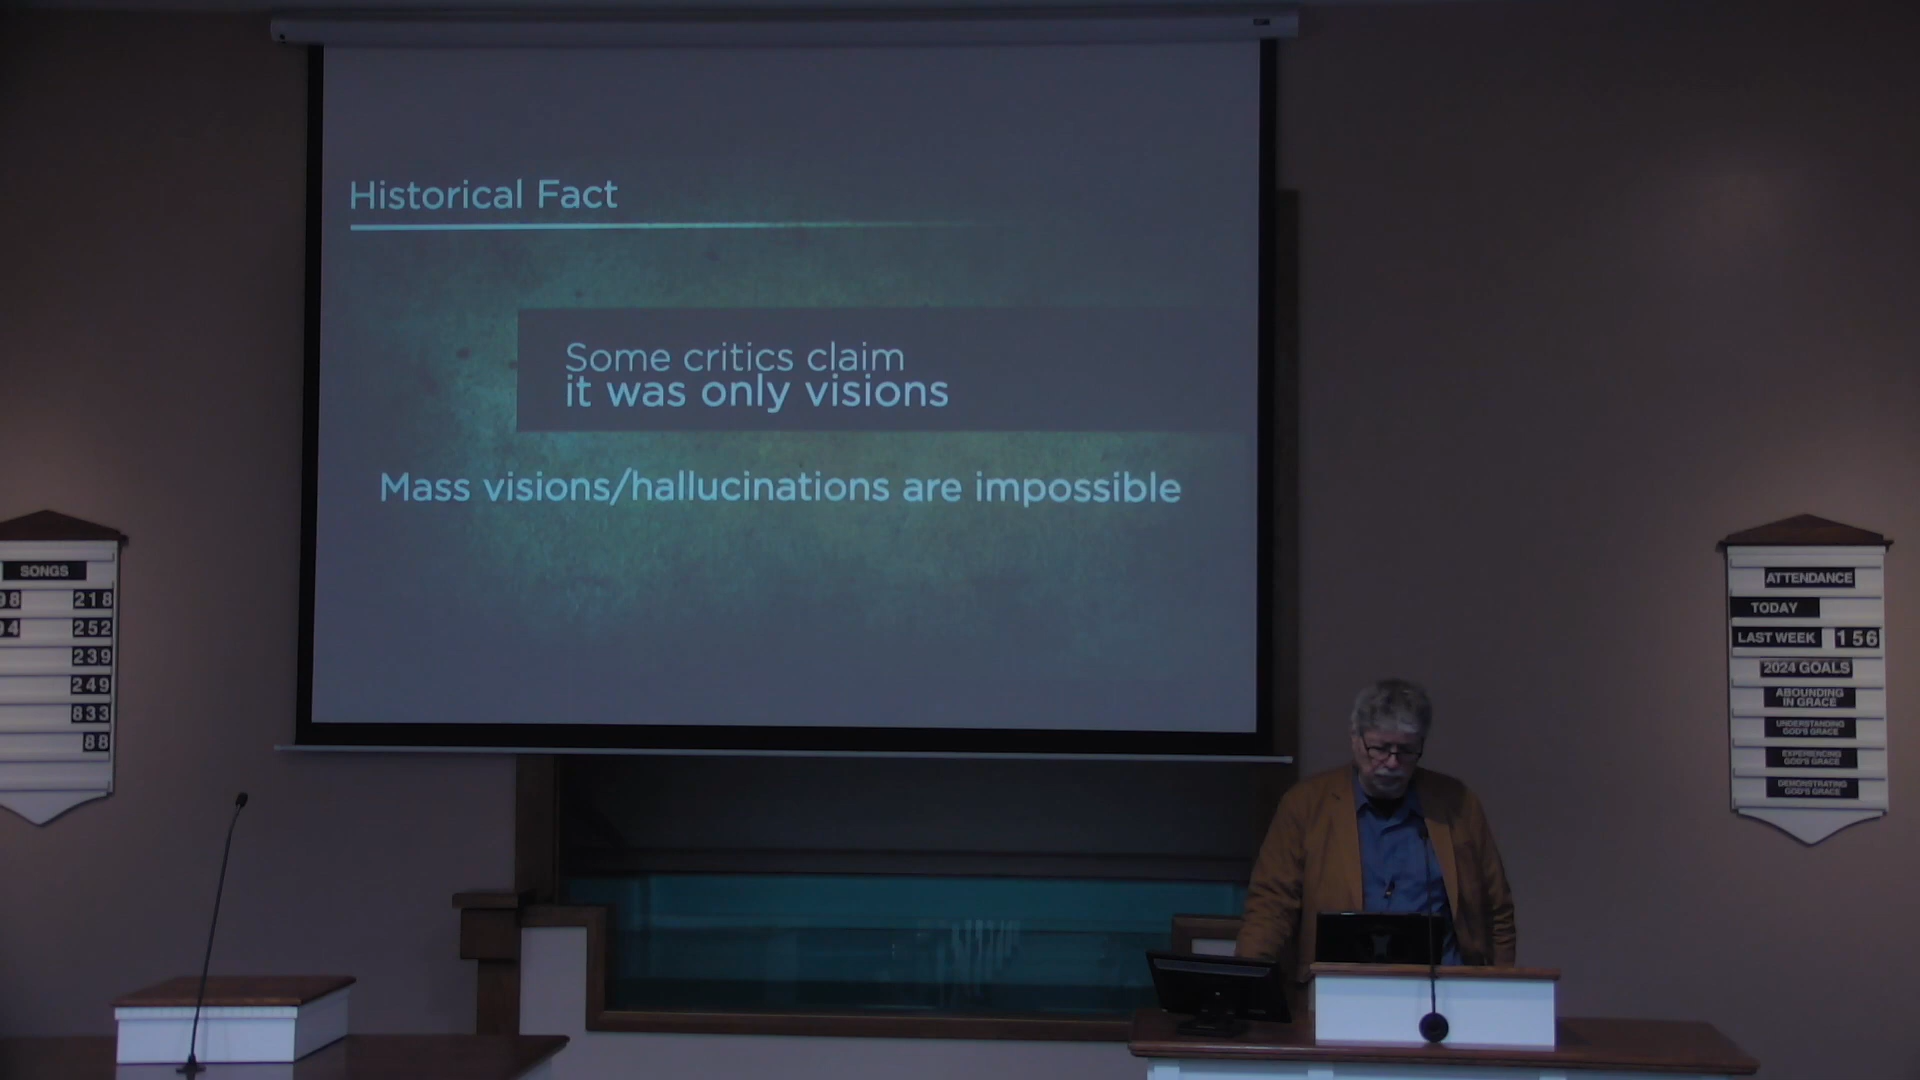 Historical Fact
Some critics claim
it was only visions
Mass visions/hallucinations are impossible
SONGS
98 218
94 252
239
249
833
88
ATTENDANCE
TODAY
LAST WEEK 156
2024 GOALS
ABOUNDING
IN GRACE
UNDERSTANDING
GOD'S GRACE
EXPERIENCING
GOD'S GRACE
DEMONSTRATING
GOD'S GRACE